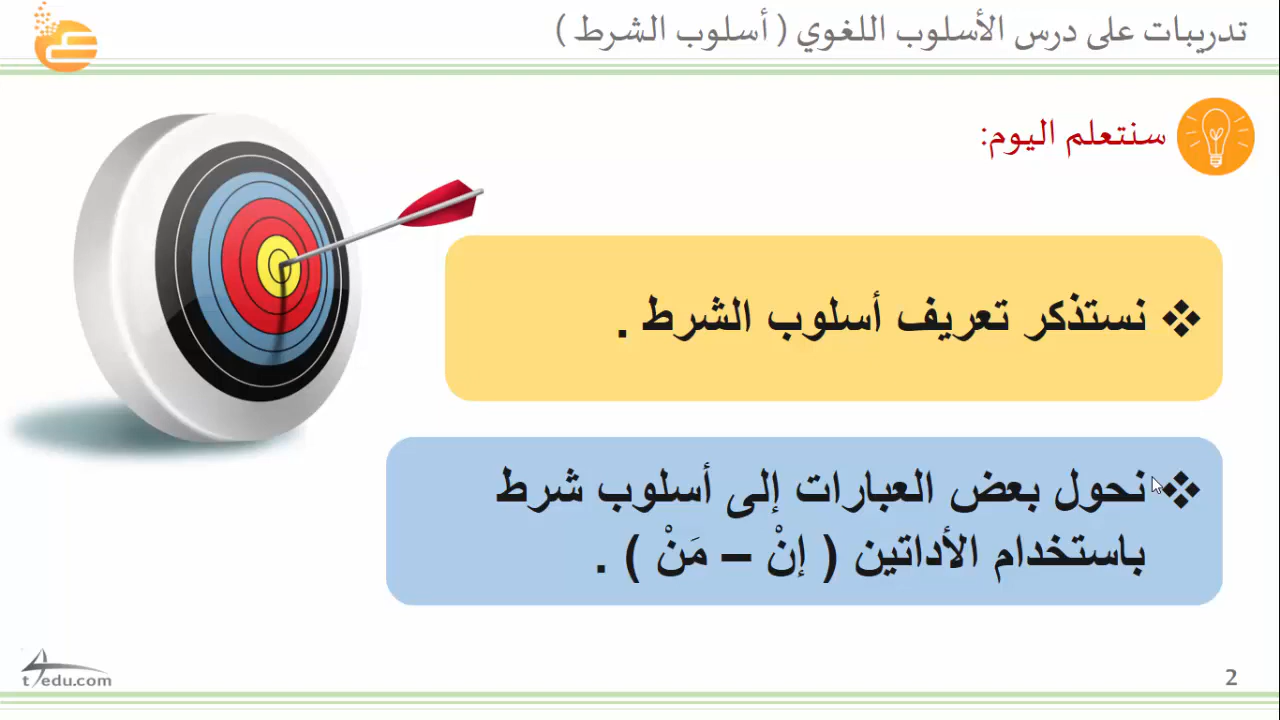 تدريبات على درس الأسلوب اللغوي ( أسلوب الشرط )
سنتعلم اليوم:
❖ نستذكر تعريف أسلوب الشرط .
❖ نحول بعض العبارات إلى أسلوب شرط
باستخدام الأداتين ( إنْ – مَنْ ) .
t4edu.com
2